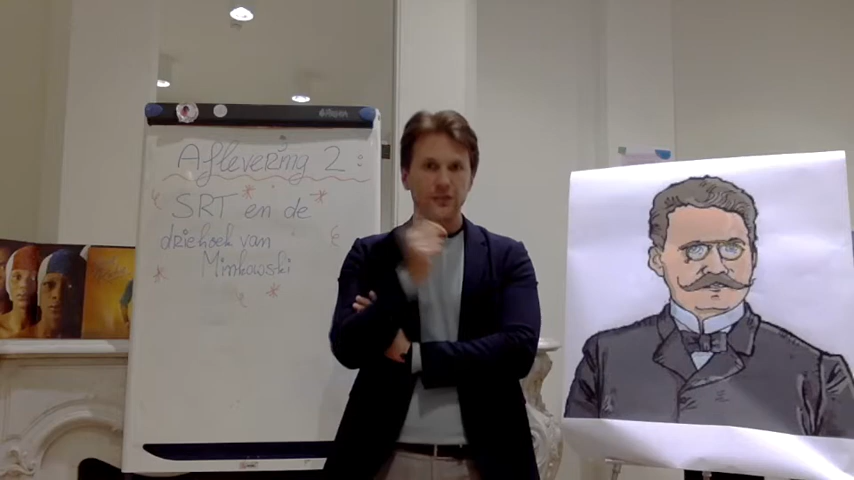 Aflevering 2:
SRT en de
driehoek van
Minkowski